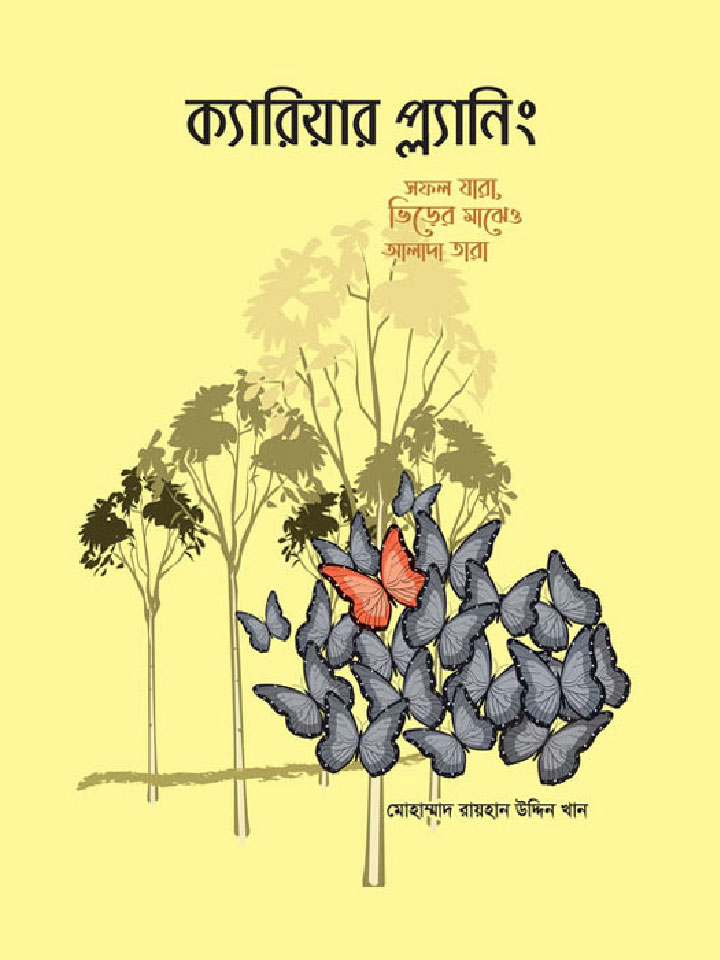 ক্যারিয়ার প্ল্যানিং
সফল যারা,
ভিড়ের মাঝেও
আলাদা তারা
মোহাম্মাদ রায়হান উদ্দিন খান